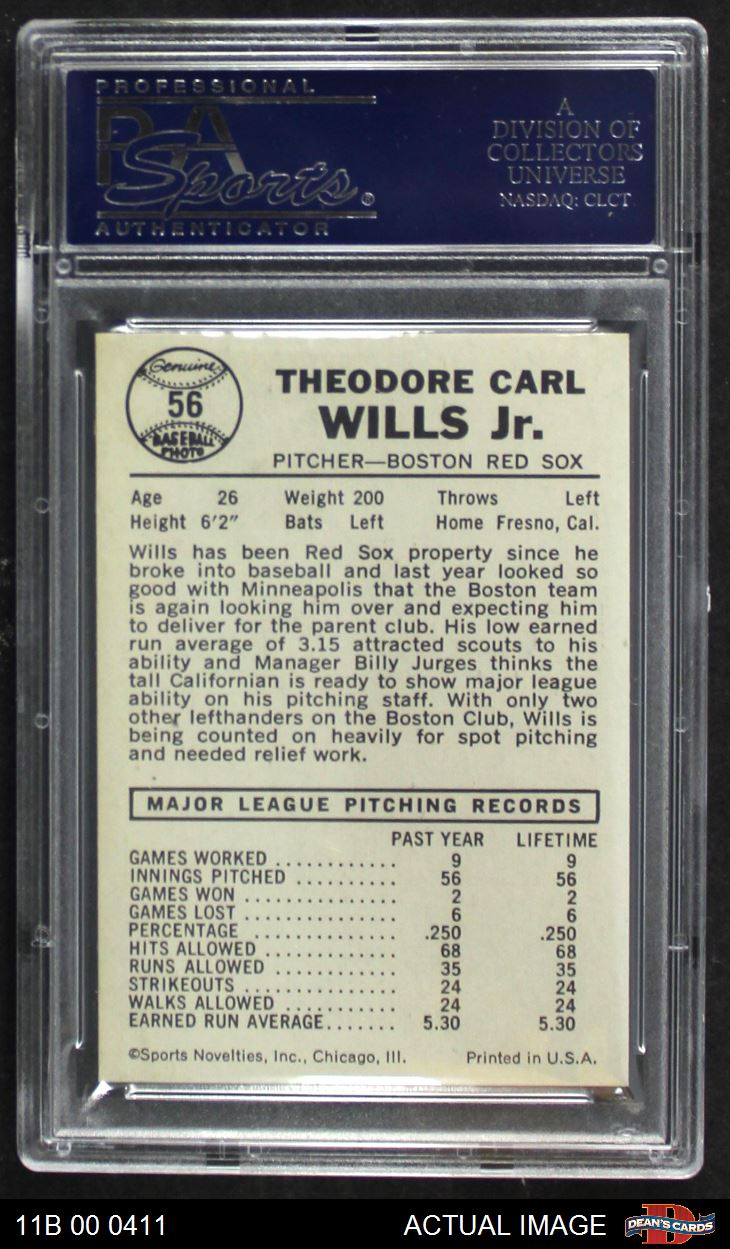 PROFESSIONAL
PSA
Sports®
AUTHENTICATOR
A
DIVISION OF
COLLECTORS
UNIVERSE
NASDAQ: CLCT
Genuine
56
BASEBALL
PHOTO
THEODORE CARL
WILLS Jr.
PITCHER—BOSTON RED SOX
Age 26 Weight 200 Throws Left
Height 6'2" Bats Left Home Fresno, Cal.
Wills has been Red Sox property since he
broke into baseball and last year looked so
good with Minneapolis that the Boston team
is again looking him over and expecting him
to deliver for the parent club. His low earned
run average of 3.15 attracted scouts to his
ability and Manager Billy Jurges thinks the
tall Californian is ready to show major league
ability on his pitching staff. With only two
other lefthanders on the Boston Club, Wills is
being counted on heavily for spot pitching
and needed relief work.
MAJOR LEAGUE PITCHING RECORDS
PAST YEAR LIFETIME
GAMES WORKED ............ 9 9
INNINGS PITCHED .......... 56 56
GAMES WON ............... 2 2
GAMES LOST ................ 6 6
PERCENTAGE .............. .250 .250
HITS ALLOWED ............. 68 68
RUNS ALLOWED ............ 35 35
STRIKEOUTS ............... 24 24
WALKS ALLOWED ........... 24 24
EARNED RUN AVERAGE....... 5.30 5.30
©Sports Novelties, Inc., Chicago, Ill. Printed in U.S.A.
11B 00 0411 ACTUAL IMAGE DEAN'S CARDS